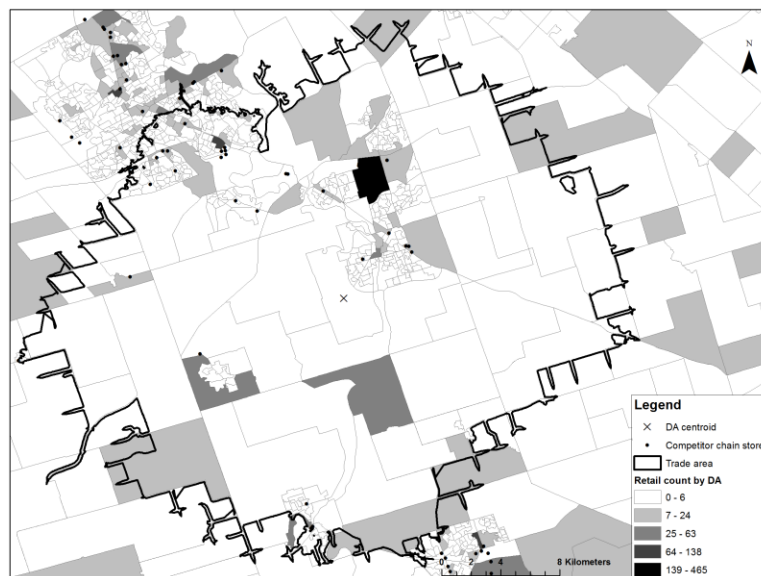 N
Legend
DA centroid
Competitor chain store
Trade area
Retail count by DA
0 - 6
7 - 24
25 - 63
64 - 138
139 - 465
0 2 4 8 Kilometers